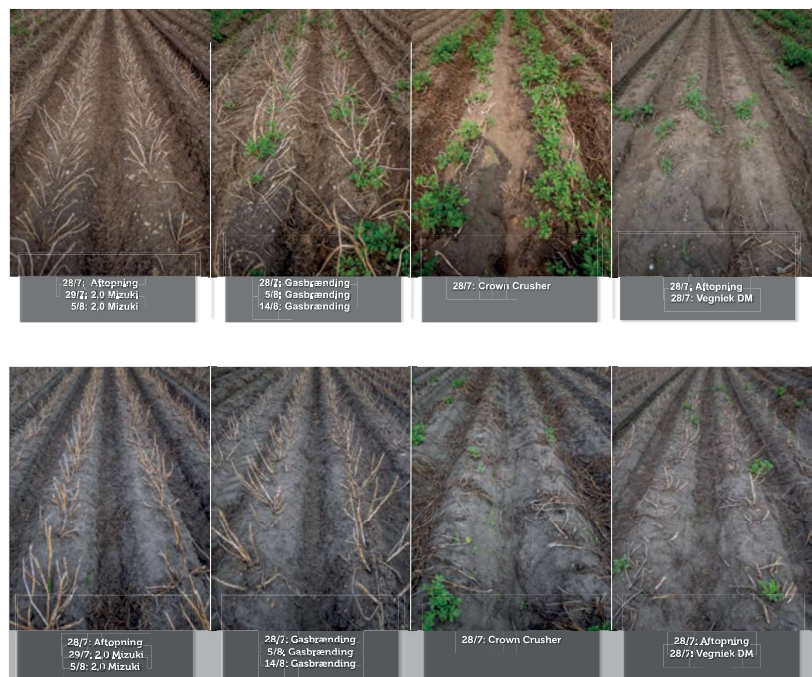 28/7: Aftopning
29/7: 2,0 Mizuki
5/8: 2,0 Mizuki
28/7: Gasbrænding
5/8: Gasbrænding
14/8: Gasbrænding
28/7: Crown Crusher
28/7: Aftopning
28/7: Vegniek DM
28/7: Aftopning
29/7: 2,0 Mizuki
5/8: 2,0 Mizuki
28/7: Gasbrænding
5/8: Gasbrænding
14/8: Gasbrænding
28/7: Crown Crusher
28/7: Aftopning
28/7: Vegniek DM